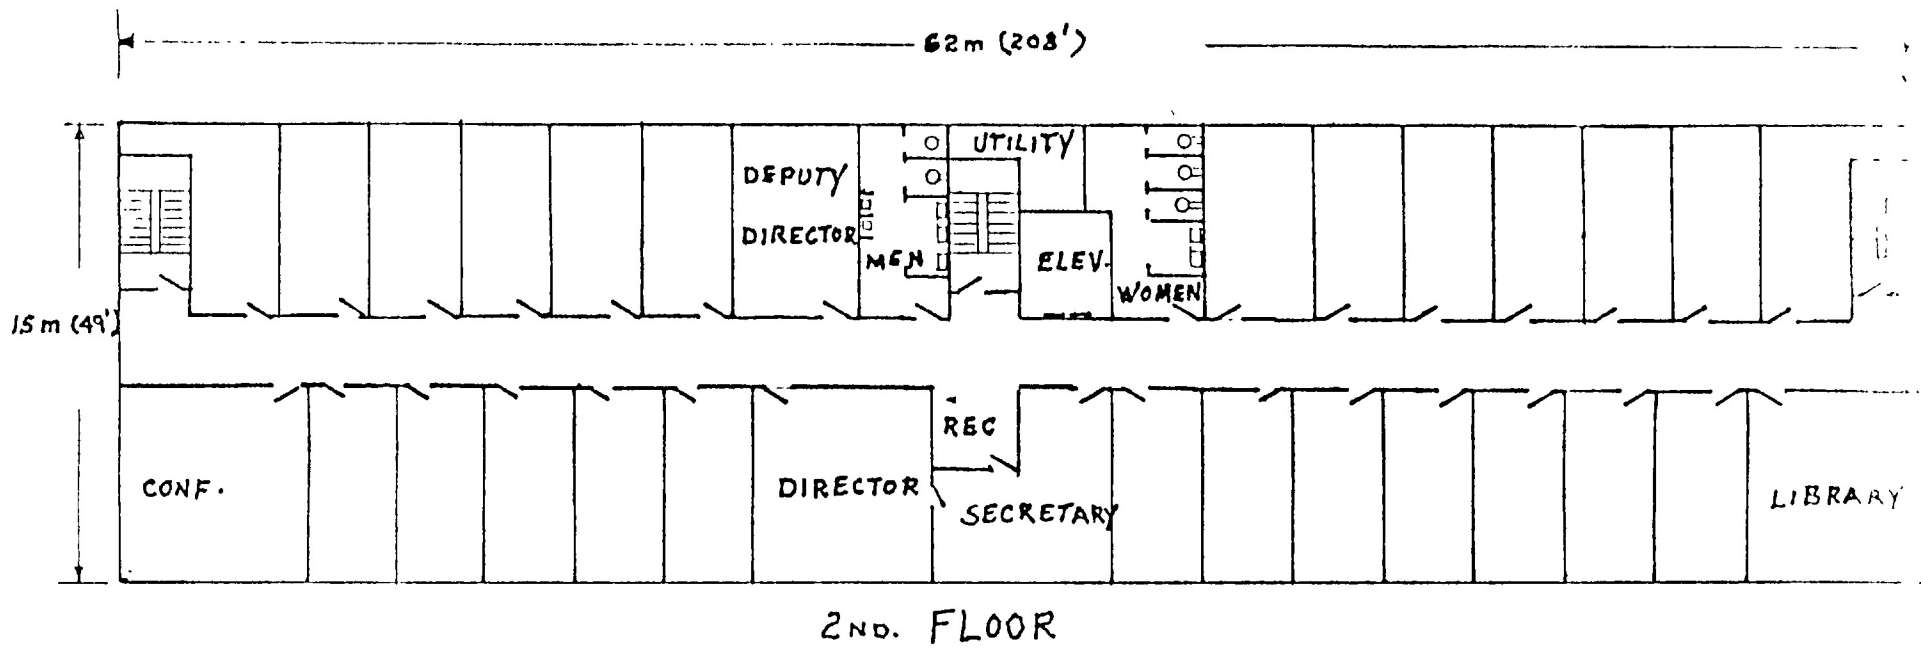 62m (208')
UTILITY
DEPUTY
DIRECTOR
MEN
ELEV.
WOMEN
15m (49')
REC
CONF.
DIRECTOR
SECRETARY
LIBRARY
2ND. FLOOR